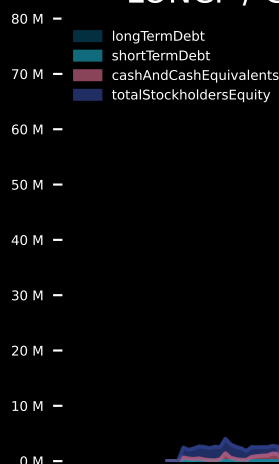 80 M
longTermDebt
shortTermDebt
70 M
cashAndCashEquivalents
totalStockholdersEquity
60 M
50 M
40 M
30 M
20 M
10 M
0 M